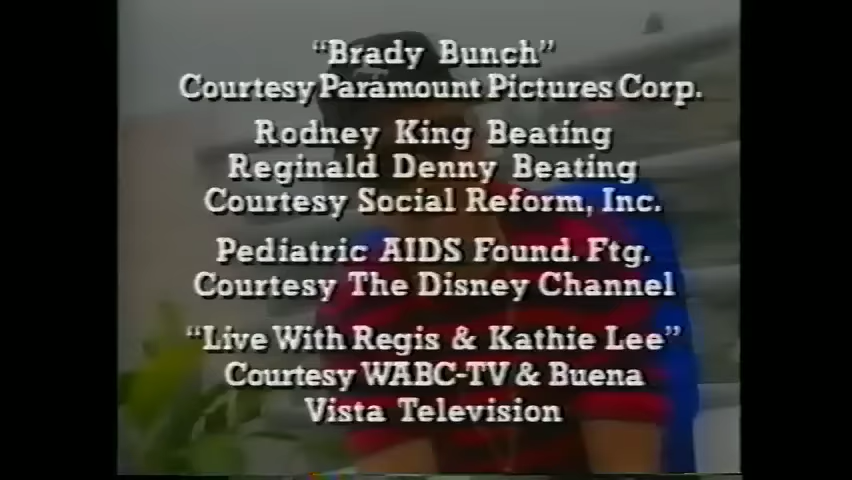 "Brady Bunch"
Courtesy Paramount Pictures Corp.
Rodney King Beating
Reginald Denny Beating
Courtesy Social Reform, Inc.
Pediatric AIDS Found. Ftg.
Courtesy The Disney Channel
"Live With Regis & Kathie Lee"
Courtesy WABC-TV & Buena
Vista Television